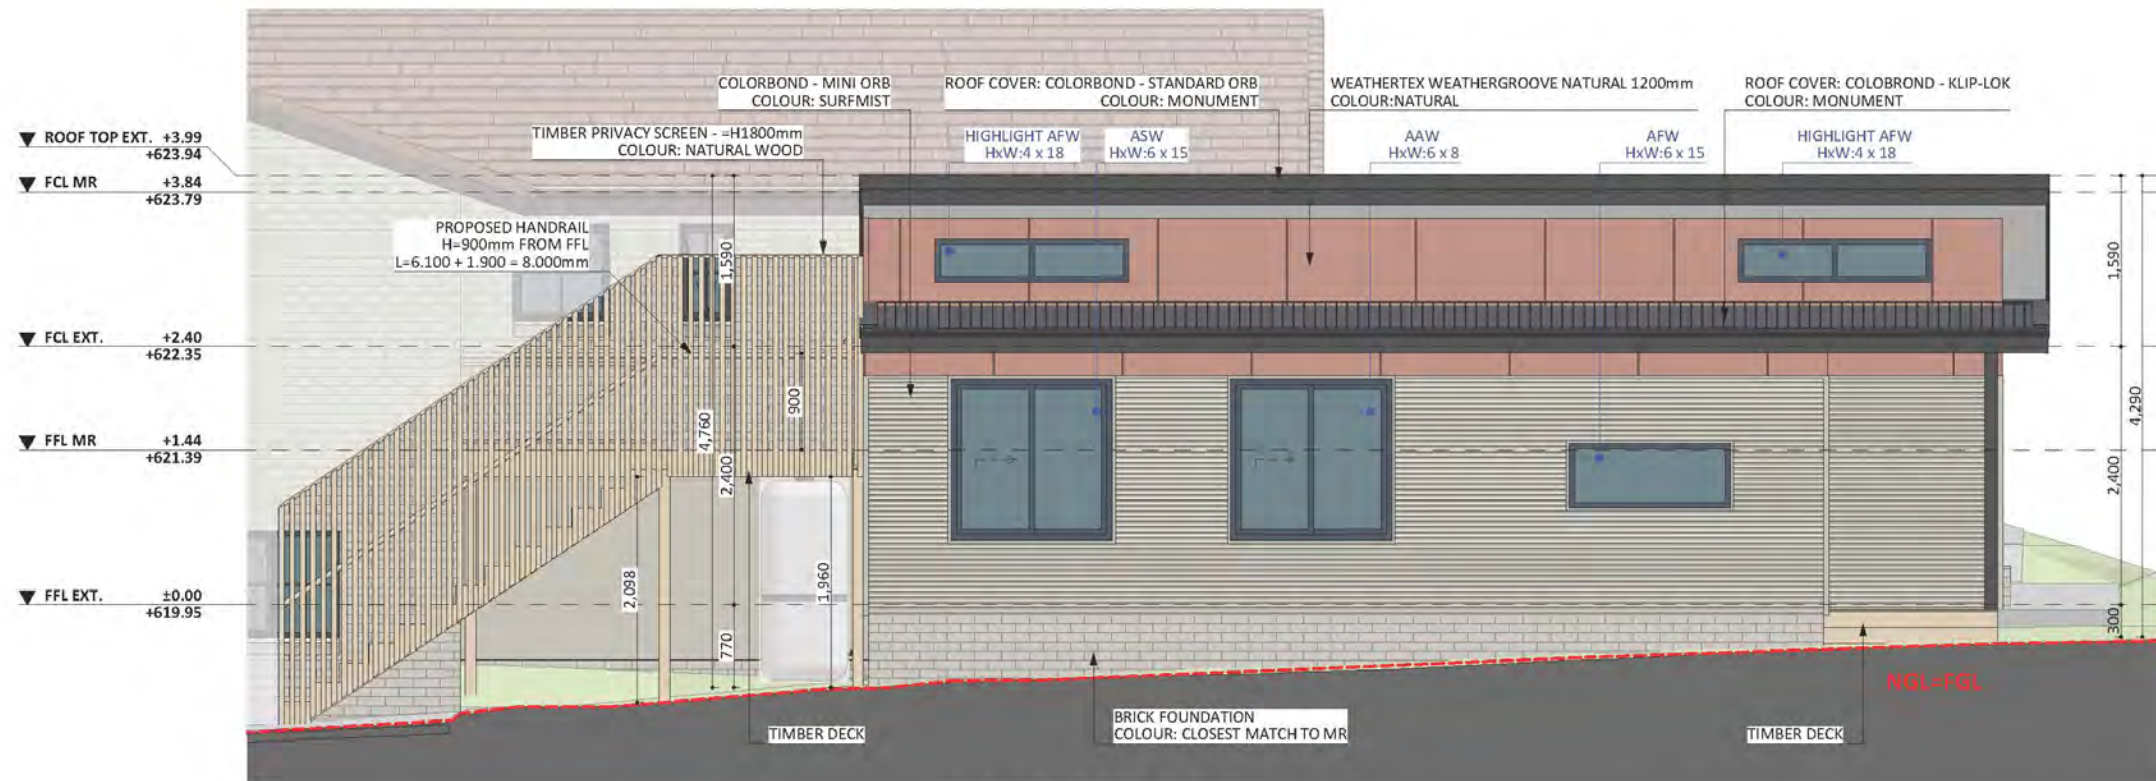 COLORBOND - MINI ORB
COLOUR: SURFMIST
ROOF COVER: COLORBOND - STANDARD ORB
COLOUR: MONUMENT
WEATHERTEX WEATHERGROOVE NATURAL 1200mm
COLOUR:NATURAL
ROOF COVER: COLOBROND - KLIP-LOK
COLOUR: MONUMENT
TIMBER PRIVACY SCREEN - =H1800mm
COLOUR: NATURAL WOOD
HIGHLIGHT AFW
HxW:4 x 18
ASW
HxW:6 x 15
AAW
HxW:6 x 8
AFW
HxW:6 x 15
HIGHLIGHT AFW
HxW:4 x 18
ROOF TOP EXT. +3.99
+623.94
FCL MR +3.84
+623.79
PROPOSED HANDRAIL
H=900mm FROM FFL
L=6.100 + 1.900 = 8.000mm
FCL EXT. +2.40
+622.35
FFL MR +1.44
+621.39
FFL EXT. ±0.00
+619.95
1,590
4,760
2,400
900
2,098
1,960
770
1,590
4,290
2,400
300
NGL=FGL
TIMBER DECK
BRICK FOUNDATION
COLOUR: CLOSEST MATCH TO MR
TIMBER DECK